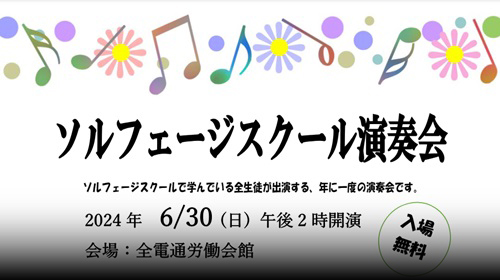 ソルフェージスクール演奏会
ソルフェージスクールで学んでいる全生徒が出演する、年に一度の演奏会です。
2024年 6/30（日）午後2時開演
会場：全電通労働会館
入場
無料